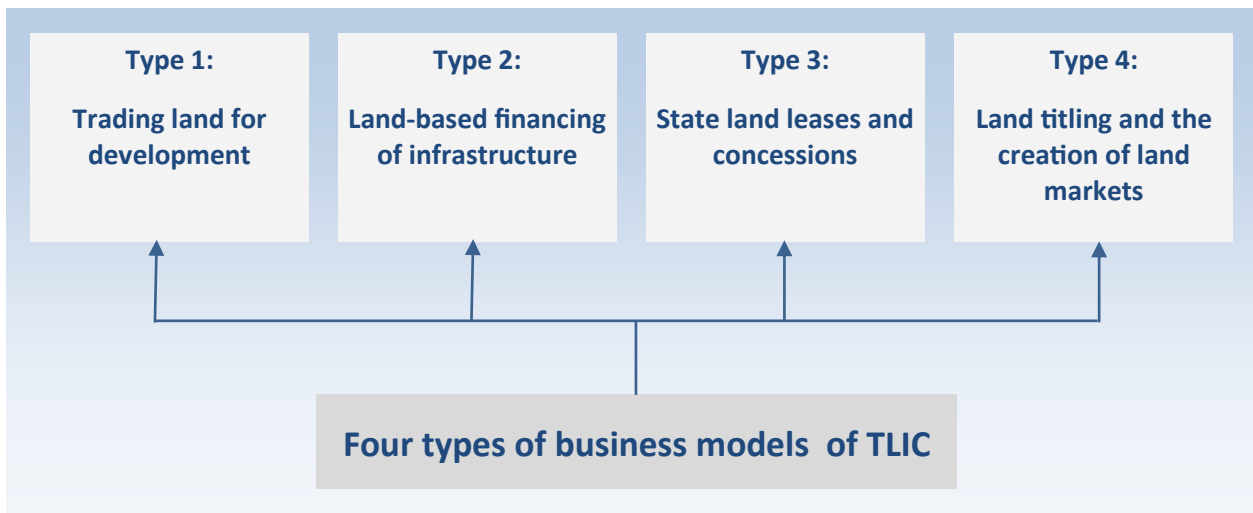 Type 1:
Trading land for
development
Type 2:
Land-based financing
of infrastructure
Type 3:
State land leases and
concessions
Type 4:
Land titling and the
creation of land
markets
Four types of business models  of TLIC